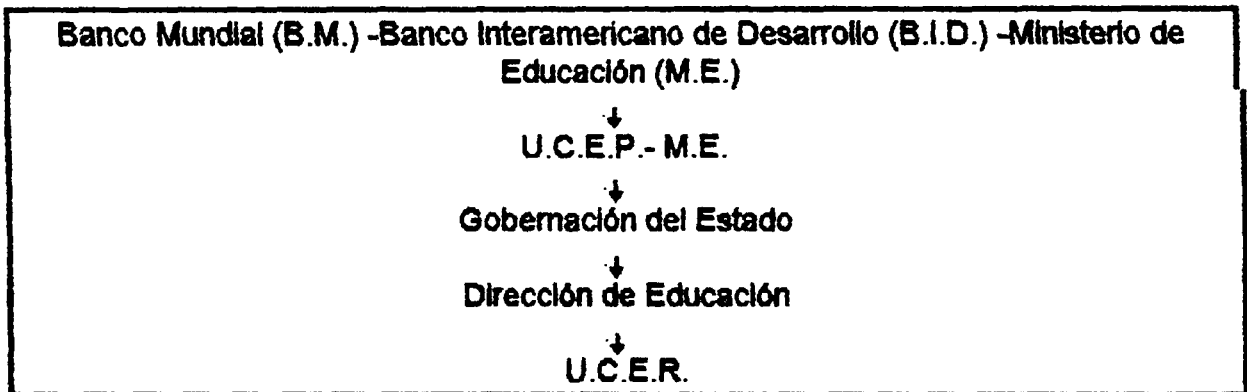 Banco Mundial (B.M.) -Banco Interamericano de Desarrollo (B.I.D.) -Ministerio de
Educación (M.E.)
↓
U.C.E.P.- M.E.
↓
Gobernación del Estado
↓
Dirección de Educación
↓
U.C.E.R.